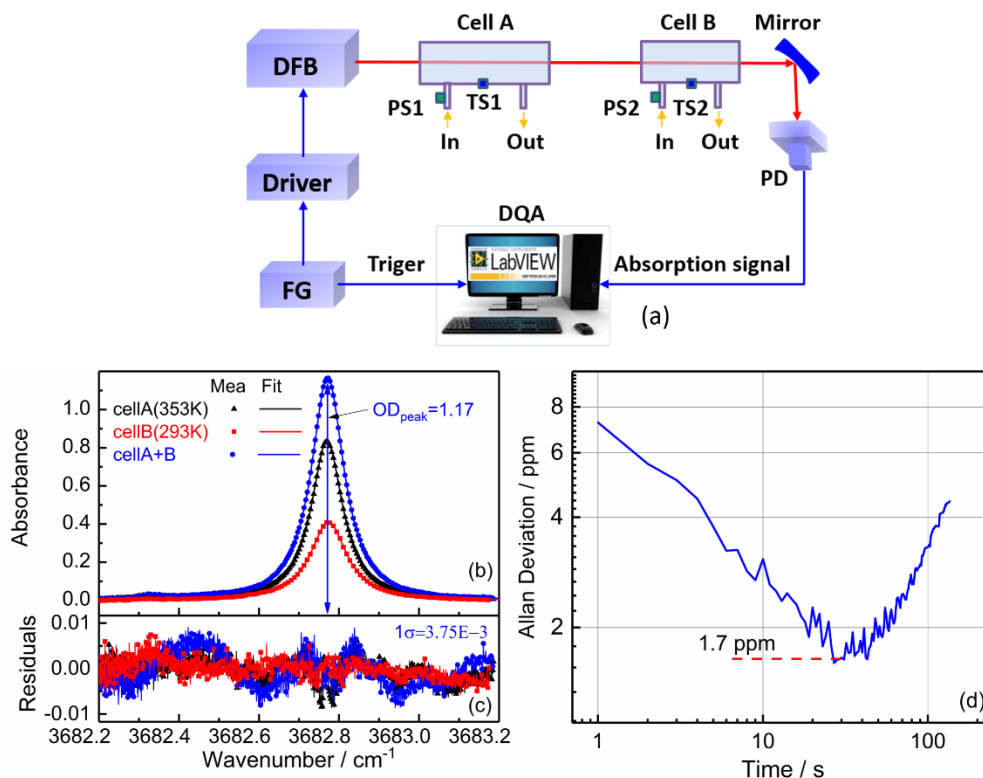 Cell A
Cell B
Mirror
DFB
PS1
TS1
PS2
TS2
In
Out
In
Out
PD
Driver
DQA
FG
Triger
LabVIEW
Absorption signal
(a)
Mea Fit
cellA(353K)
cellB(293K)
cellA+B
OD_peak=1.17
Absorbance
1.0
0.8
0.6
0.4
0.2
0.0
(b)
Residuals
0.01
0.00
-0.01
1σ=3.75E−3
(c)
3682.2 3682.4 3682.6 3682.8 3683.0 3683.2
Wavenumber / cm⁻¹
Allan Deviation / ppm
8
4
2
1.7 ppm
(d)
1 10 100
Time / s